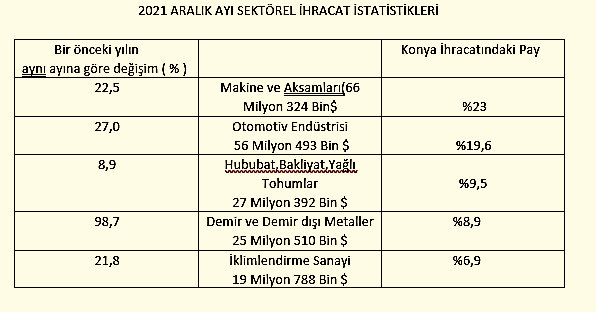 2021 ARALIK AYI SEKTÖREL İHRACAT İSTATİSTİKLERİ
Bir önceki yılın
aynı ayına göre değişim ( % )
Konya İhracatındaki Pay
22,5
Makine ve Aksamları(66
Milyon 324 Bin$
%23
27,0
Otomotiv Endüstrisi
56 Milyon 493 Bin $
%19,6
8,9
Hububat,Bakliyat,Yağlı
Tohumlar
27 Milyon 392 Bin $
%9,5
98,7
Demir ve Demir dışı Metaller
25 Milyon 510 Bin $
%8,9
21,8
İklimlendirme Sanayi
19 Milyon 788 Bin $
%6,9